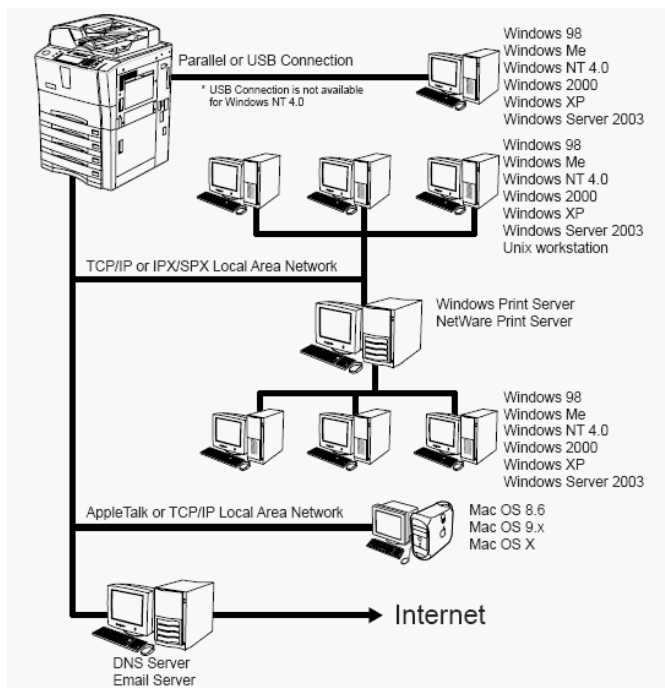 Parallel or USB Connection
* USB Connection is not available
for Windows NT 4.0
Windows 98
Windows Me
Windows NT 4.0
Windows 2000
Windows XP
Windows Server 2003
Windows 98
Windows Me
Windows NT 4.0
Windows 2000
Windows XP
Windows Server 2003
Unix workstation
TCP/IP or IPX/SPX Local Area Network
Windows Print Server
NetWare Print Server
Windows 98
Windows Me
Windows NT 4.0
Windows 2000
Windows XP
Windows Server 2003
AppleTalk or TCP/IP Local Area Network
Mac OS 8.6
Mac OS 9.x
Mac OS X
Internet
DNS Server
Email Server